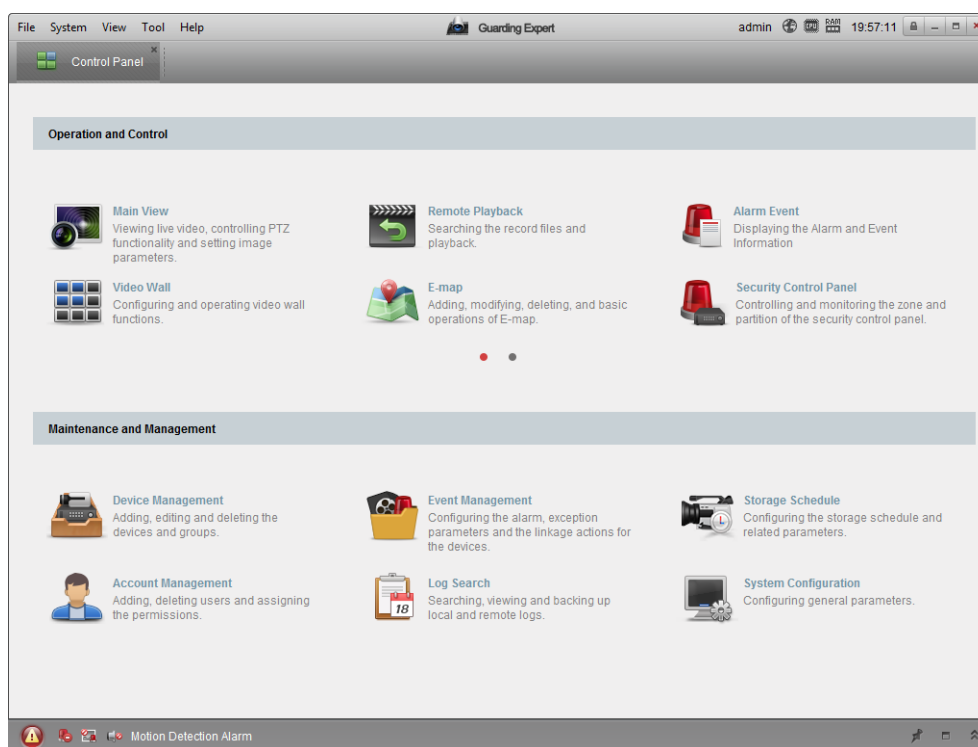 File System View Tool Help Guarding Expert admin CPU RAM 19:57:11
Control Panel
Operation and Control
Main View
Viewing live video, controlling PTZ
functionality and setting image
parameters.
Remote Playback
Searching the record files and
playback.
Alarm Event
Displaying the Alarm and Event
Information
Video Wall
Configuring and operating video wall
functions.
E-map
Adding, modifying, deleting, and basic
operations of E-map.
Security Control Panel
Controlling and monitoring the zone and
partition of the security control panel.
Maintenance and Management
Device Management
Adding, editing and deleting the
devices and groups.
Event Management
Configuring the alarm, exception
parameters and the linkage actions for
the devices.
Storage Schedule
Configuring the storage schedule and
related parameters.
Account Management
Adding, deleting users and assigning
the permissions.
18
Log Search
Searching, viewing and backing up
local and remote logs.
System Configuration
Configuring general parameters.
Motion Detection Alarm